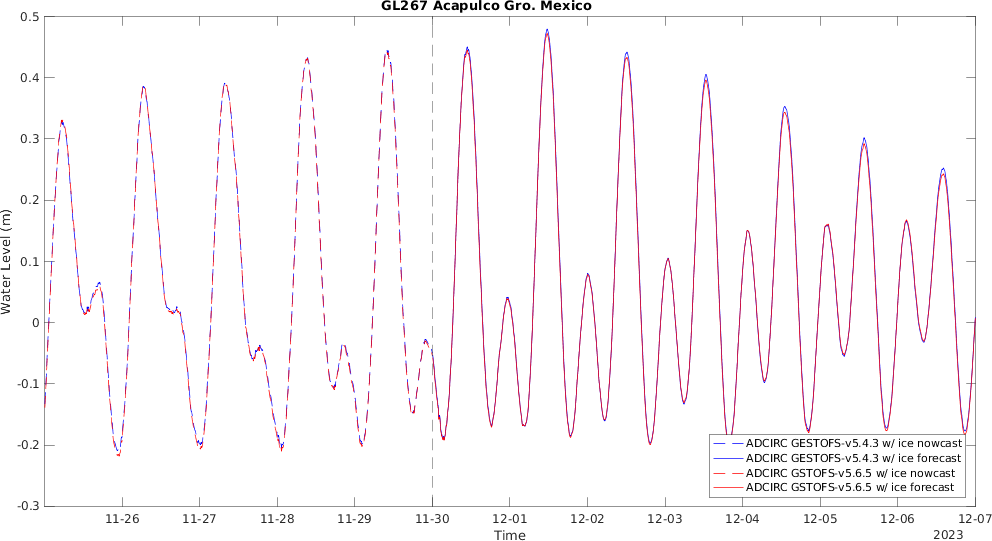 GL267 Acapulco Gro. Mexico
0.5
0.4
0.3
0.2
0.1
0
-0.1
-0.2
-0.3
Water Level (m)
ADCIRC GESTOFS-v5.4.3 w/ ice nowcast
ADCIRC GESTOFS-v5.4.3 w/ ice forecast
ADCIRC GSTOFS-v5.6.5 w/ ice nowcast
ADCIRC GSTOFS-v5.6.5 w/ ice forecast
11-26 11-27 11-28 11-29 11-30 12-01 12-02 12-03 12-04 12-05 12-06 12-07
Time
2023